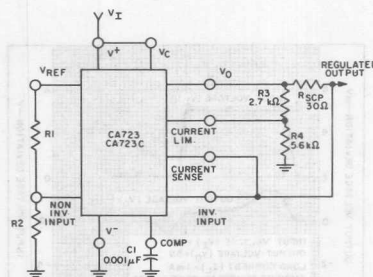 VI
V+
VC
VREF
VO
REGULATED
OUTPUT
R3
2.7 kΩ
RSCP
30Ω
R1
CA723
CA723C
CURRENT
LIM.
R4
5.6kΩ
CURRENT
SENSE
NON
INV.
INPUT
R2
INV.
INPUT
V-
COMP
C1
0.001µF